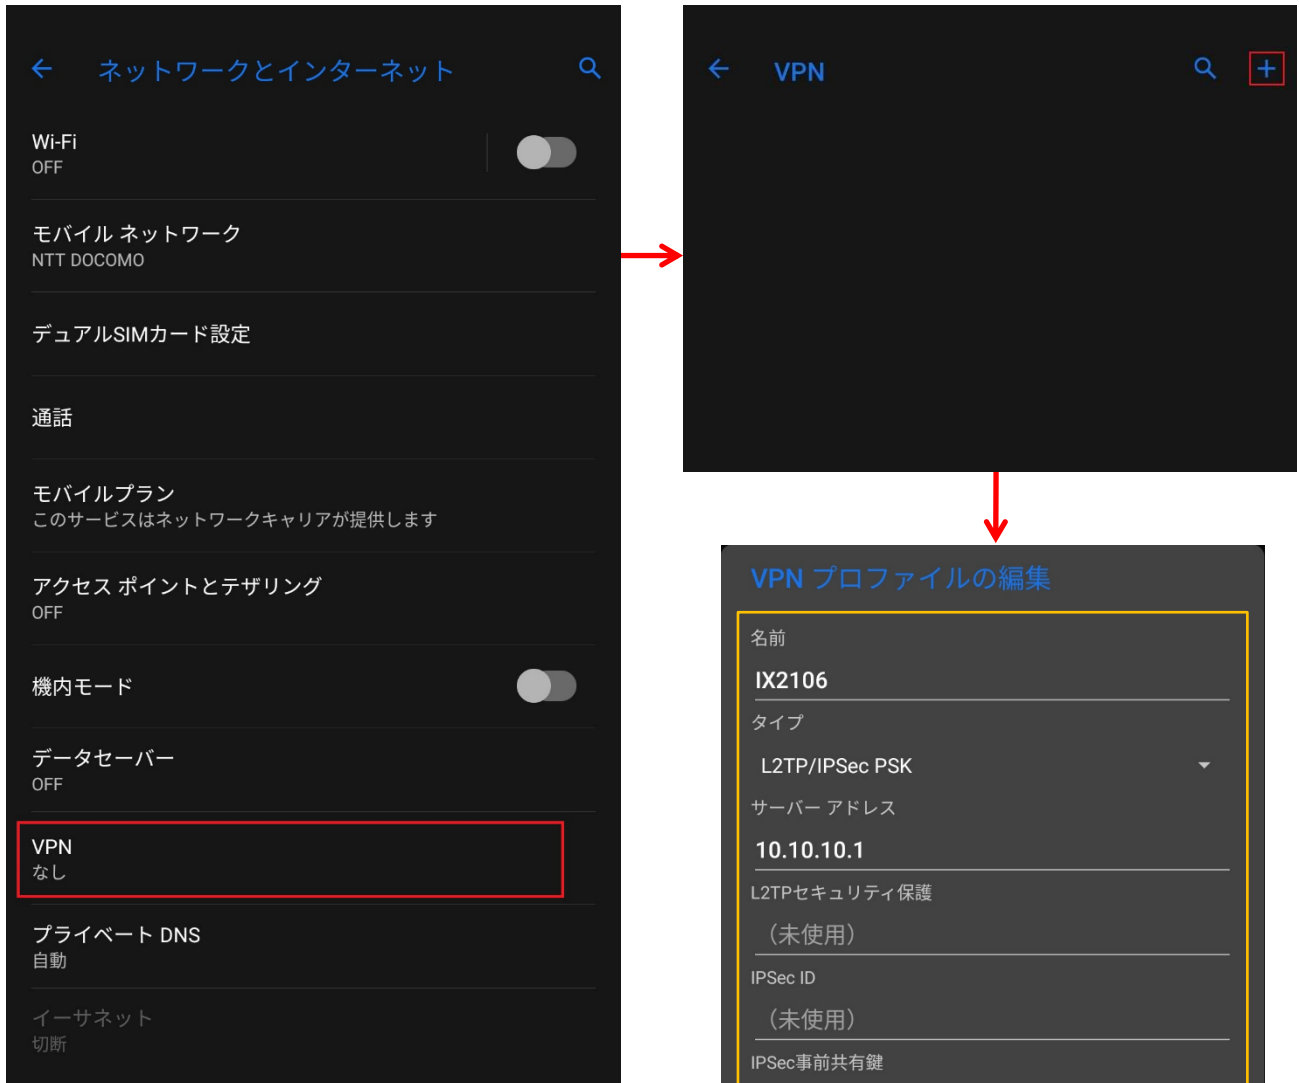 ネットワークとインターネット
Wi-Fi
OFF
モバイル ネットワーク
NTT DOCOMO
デュアルSIMカード設定
通話
モバイルプラン
このサービスはネットワークキャリアが提供します
アクセス ポイントとテザリング
OFF
機内モード
データセーバー
OFF
VPN
なし
プライベート DNS
自動
イーサネット
切断
VPN
VPN プロファイルの編集
名前
IX2106
タイプ
L2TP/IPSec PSK
サーバー アドレス
10.10.10.1
L2TPセキュリティ保護
（未使用）
IPSec ID
（未使用）
IPSec事前共有鍵